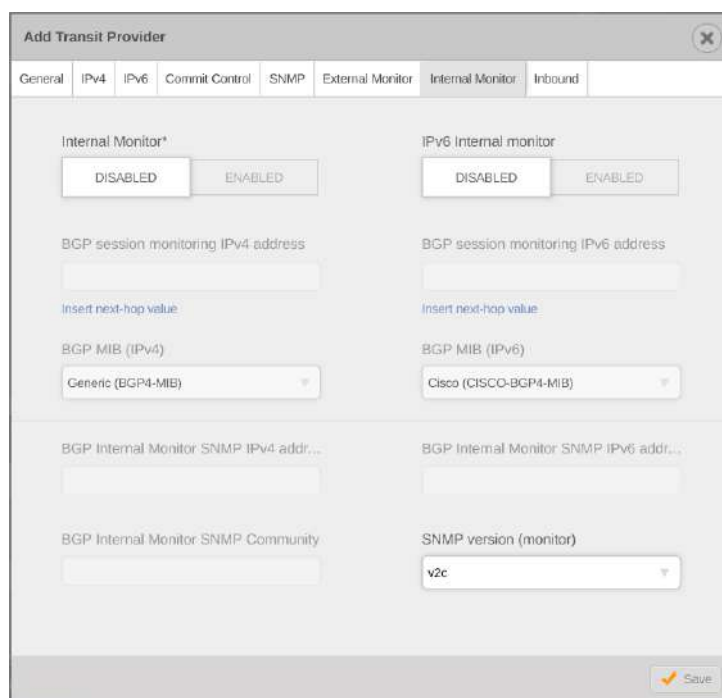 Add Transit Provider
General IPv4 IPv6 Commit Control SNMP External Monitor Internal Monitor Inbound
Internal Monitor* IPv6 Internal monitor
DISABLED ENABLED DISABLED ENABLED
BGP session monitoring IPv4 address BGP session monitoring IPv6 address
Insert next-hop value Insert next-hop value
BGP MIB (IPv4) BGP MIB (IPv6)
Generic (BGP4-MIB) Cisco (CISCO-BGP4-MIB)
BGP Internal Monitor SNMP IPv4 addr... BGP Internal Monitor SNMP IPv6 addr...
BGP Internal Monitor SNMP Community SNMP version (monitor)
v2c
Save